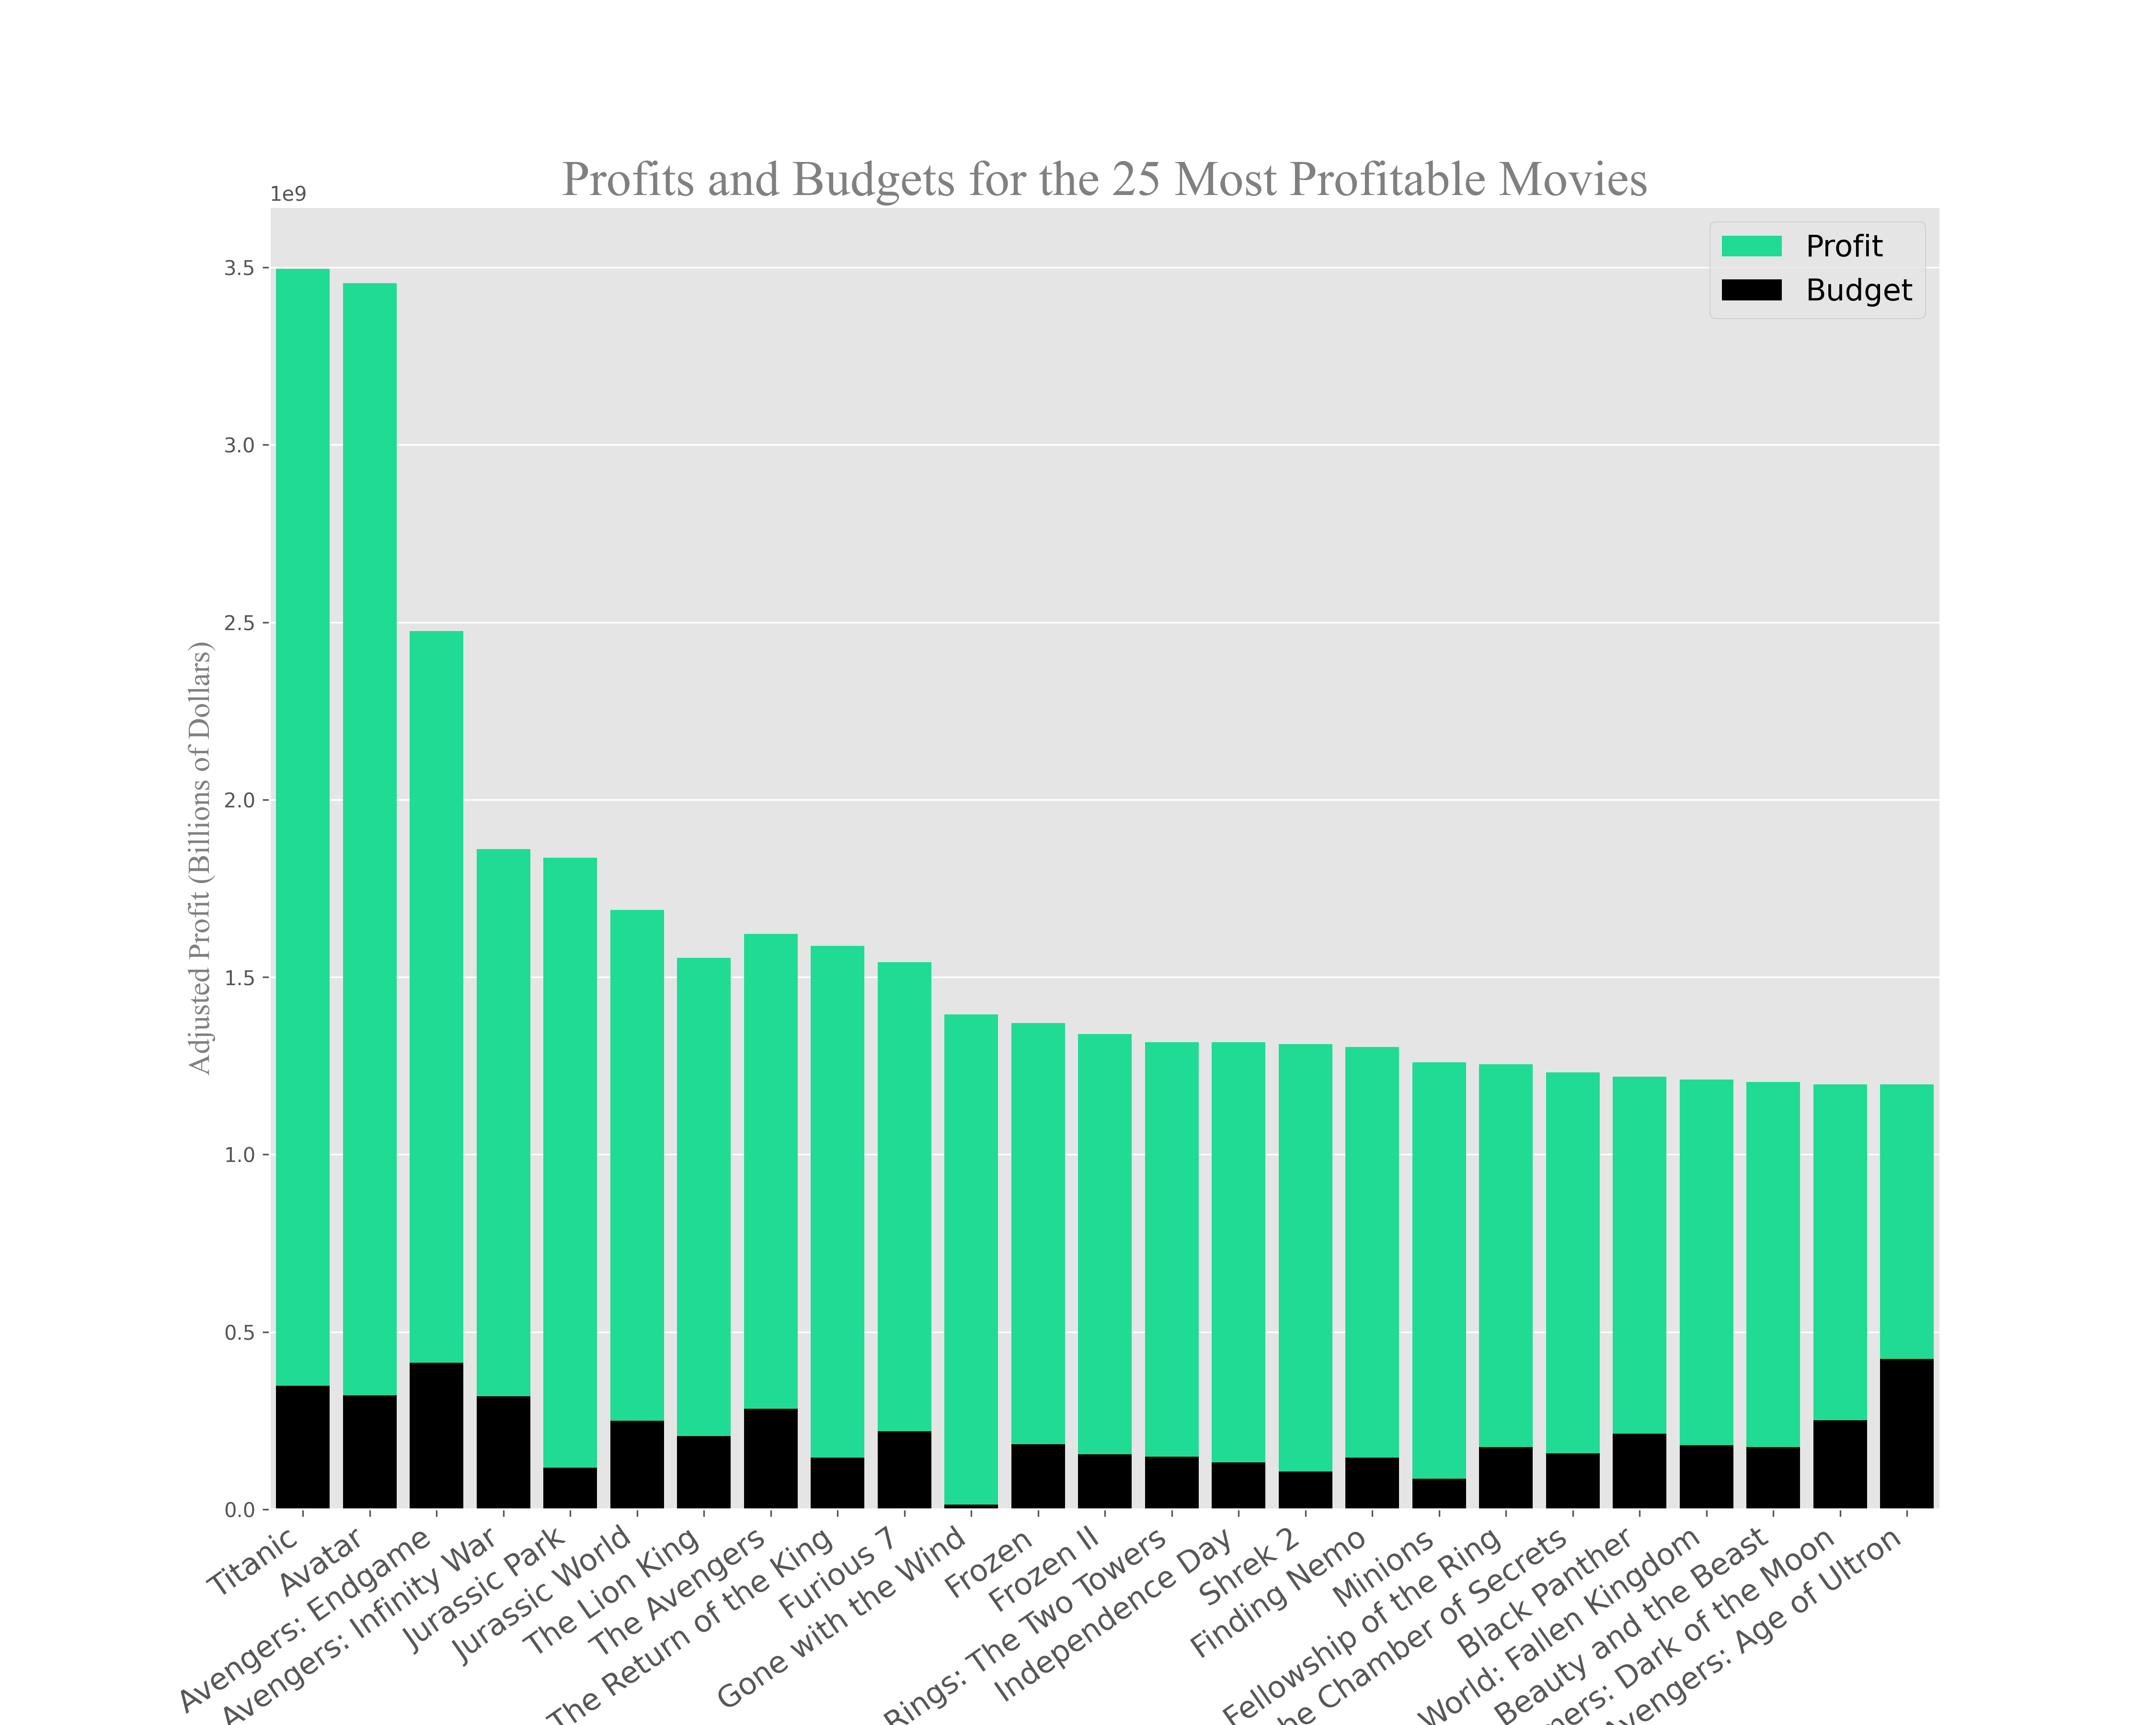 Profits and Budgets for the 25 Most Profitable Movies
1e9
Profit
Budget
3.5
3.0
2.5
2.0
1.5
1.0
0.5
0.0
Adjusted Profit (Billions of Dollars)
Titanic
Avatar
Avengers: Endgame
Avengers: Infinity War
Jurassic Park
Jurassic World
The Lion King
The Avengers
The Return of the King
Furious 7
Gone with the Wind
Frozen
Frozen II
Rings: The Two Towers
Independence Day
Shrek 2
Finding Nemo
Minions
Fellowship of the Ring
he Chamber of Secrets
Black Panther
World: Fallen Kingdom
Beauty and the Beast
mers: Dark of the Moon
Avengers: Age of Ultron